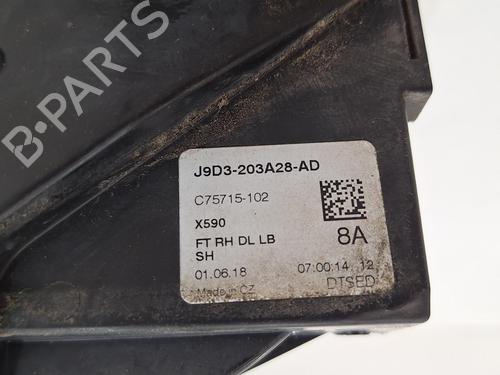 B-Parts
J9D3-203A28-AD
C75715-102
X590
FT RH DL LB
SH
8A
01.06.18
07:00:14 12
DTSED
Made in CZ